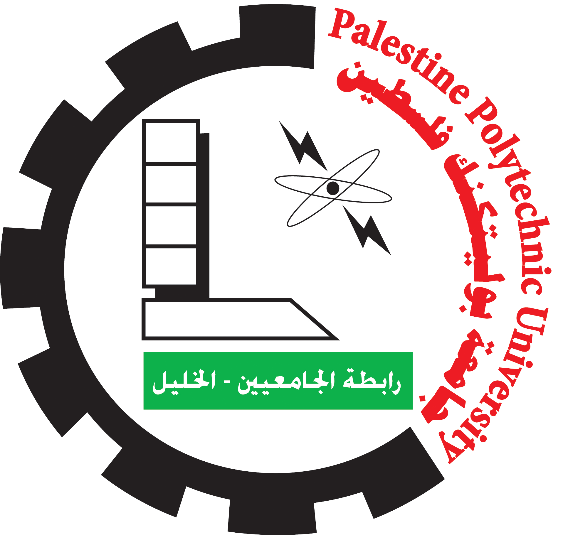 Palestine Polytechnic University
جامعة بوليتكنك فلسطين
رابطة الجامعيين - الخليل